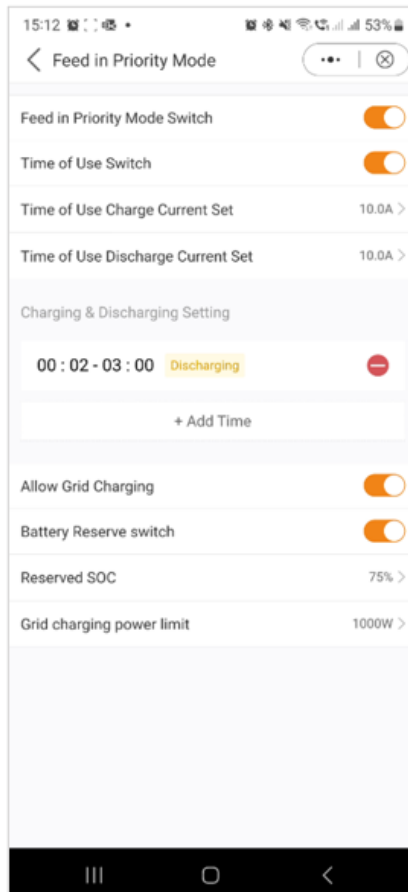 15:12 53%
Feed in Priority Mode
Feed in Priority Mode Switch
Time of Use Switch
Time of Use Charge Current Set 10.0A
Time of Use Discharge Current Set 10.0A
Charging & Discharging Setting
00 : 02 - 03 : 00 Discharging
+ Add Time
Allow Grid Charging
Battery Reserve switch
Reserved SOC 75%
Grid charging power limit 1000W